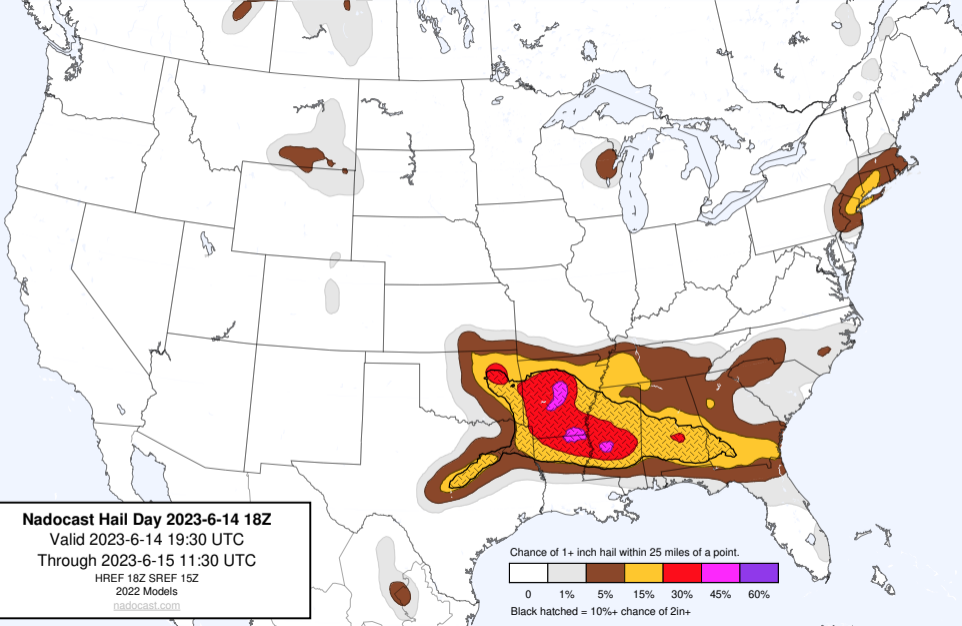 Nadocast Hail Day 2023-6-14 18Z
Valid 2023-6-14 19:30 UTC
Through 2023-6-15 11:30 UTC
HREF 18Z SREF 15Z
2022 Models
nadocast.com
Chance of 1+ inch hail within 25 miles of a point.
0 1% 5% 15% 30% 45% 60%
Black hatched = 10%+ chance of 2in+